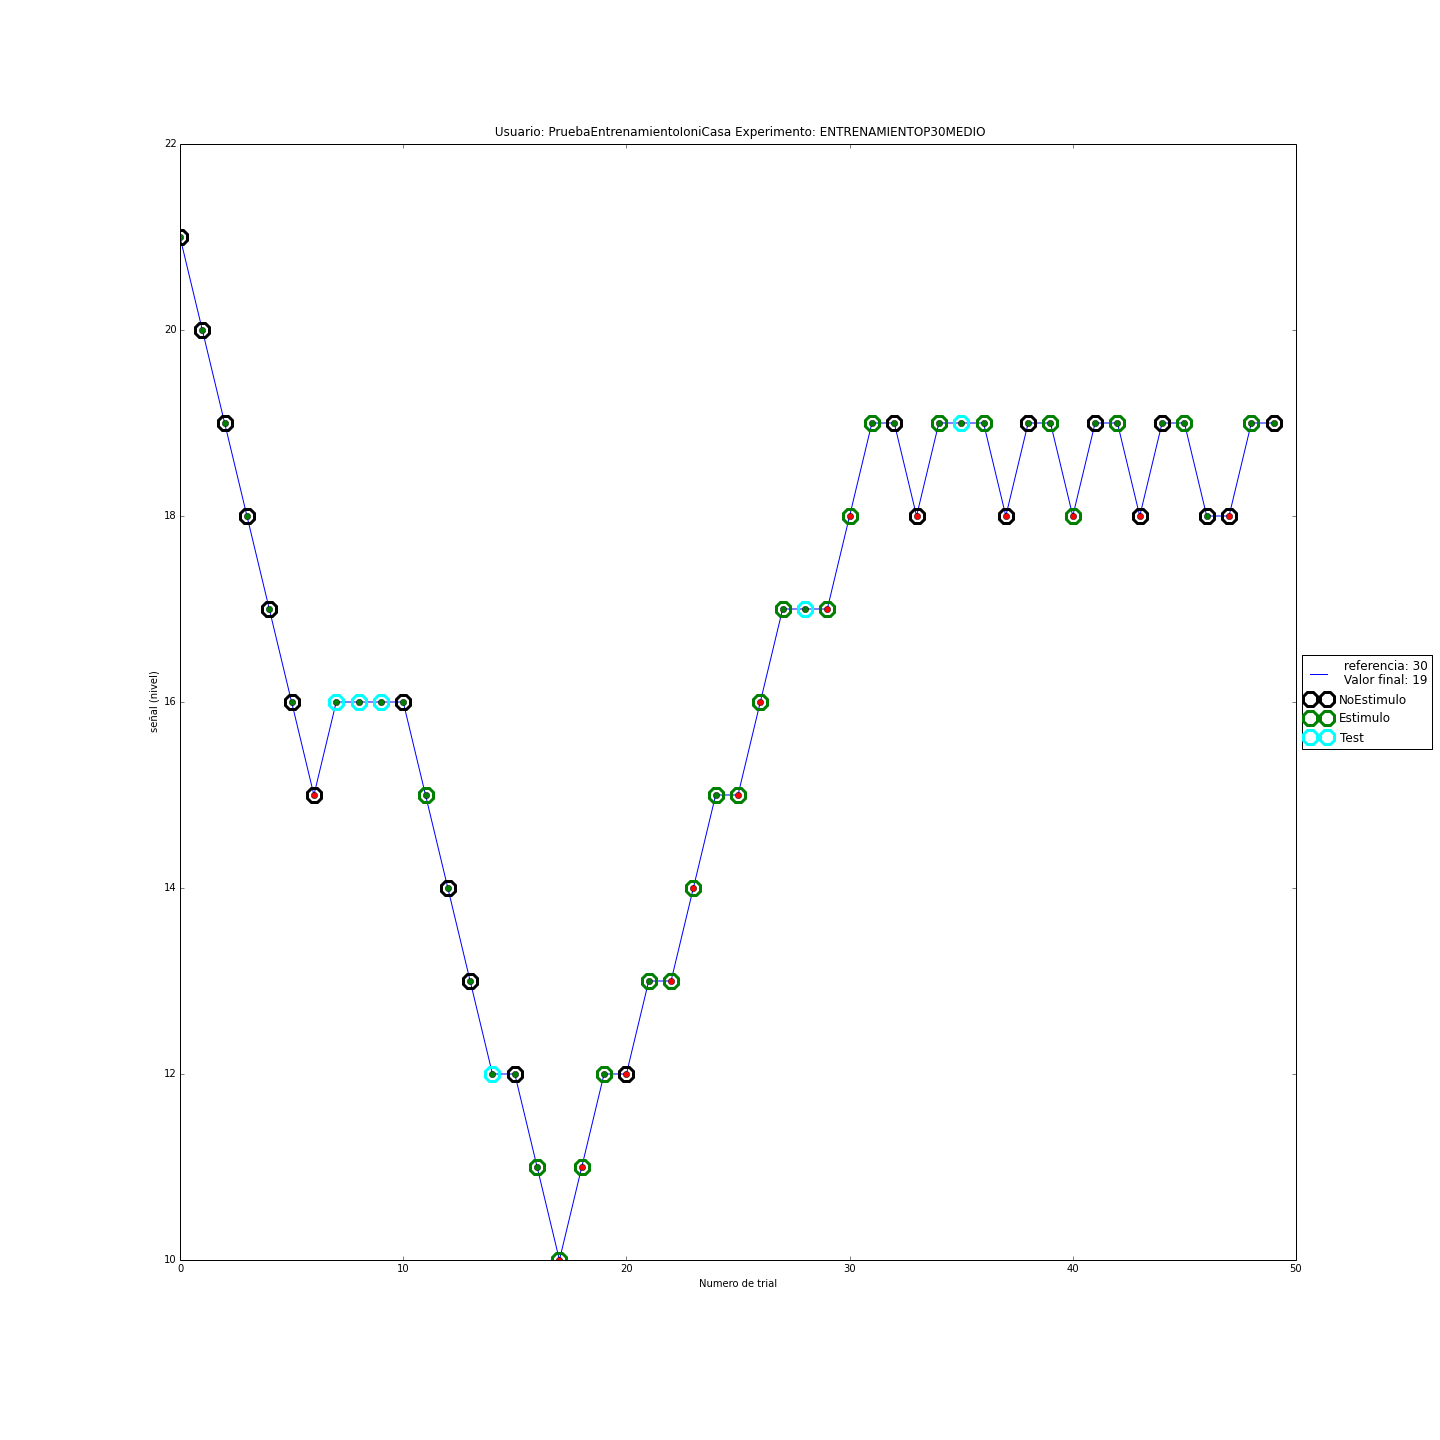 Usuario: PruebaEntrenamientoIoniCasa Experimento: ENTRENAMIENTOP30MEDIO
22
20
18
16
14
12
10
señal (nivel)
0 10 20 30 40 50
Numero de trial
referencia: 30
Valor final: 19
NoEstimulo
Estimulo
Test